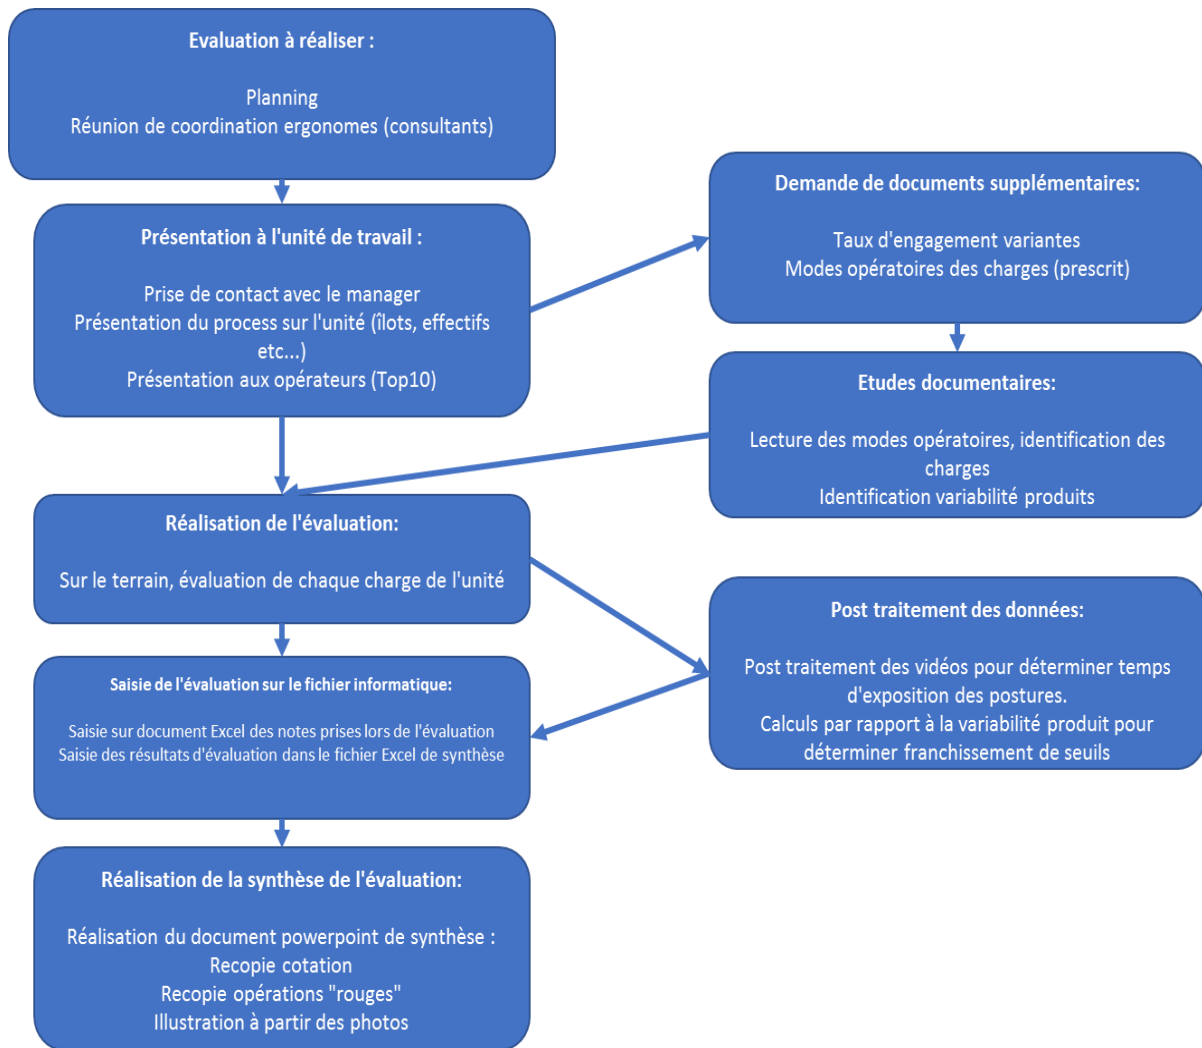 Evaluation à réaliser :
Planning
Réunion de coordination ergonomes (consultants)
Présentation à l'unité de travail :
Prise de contact avec le manager
Présentation du process sur l'unité (îlots, effectifs
etc...)
Présentation aux opérateurs (Top10)
Demande de documents supplémentaires:
Taux d'engagement variantes
Modes opératoires des charges (prescrit)
Etudes documentaires:
Lecture des modes opératoires, identification des
charges
Identification variabilité produits
Réalisation de l'évaluation:
Sur le terrain, évaluation de chaque charge de l'unité
Post traitement des données:
Post traitement des vidéos pour déterminer temps
d'exposition des postures.
Calculs par rapport à la variabilité produit pour
déterminer franchissement de seuils
Saisie de l'évaluation sur le fichier informatique:
Saisie sur document Excel des notes prises lors de l'évaluation
Saisie des résultats d'évaluation dans le fichier Excel de synthèse
Réalisation de la synthèse de l'évaluation:
Réalisation du document powerpoint de synthèse :
Recopie cotation
Recopie opérations "rouges"
Illustration à partir des photos